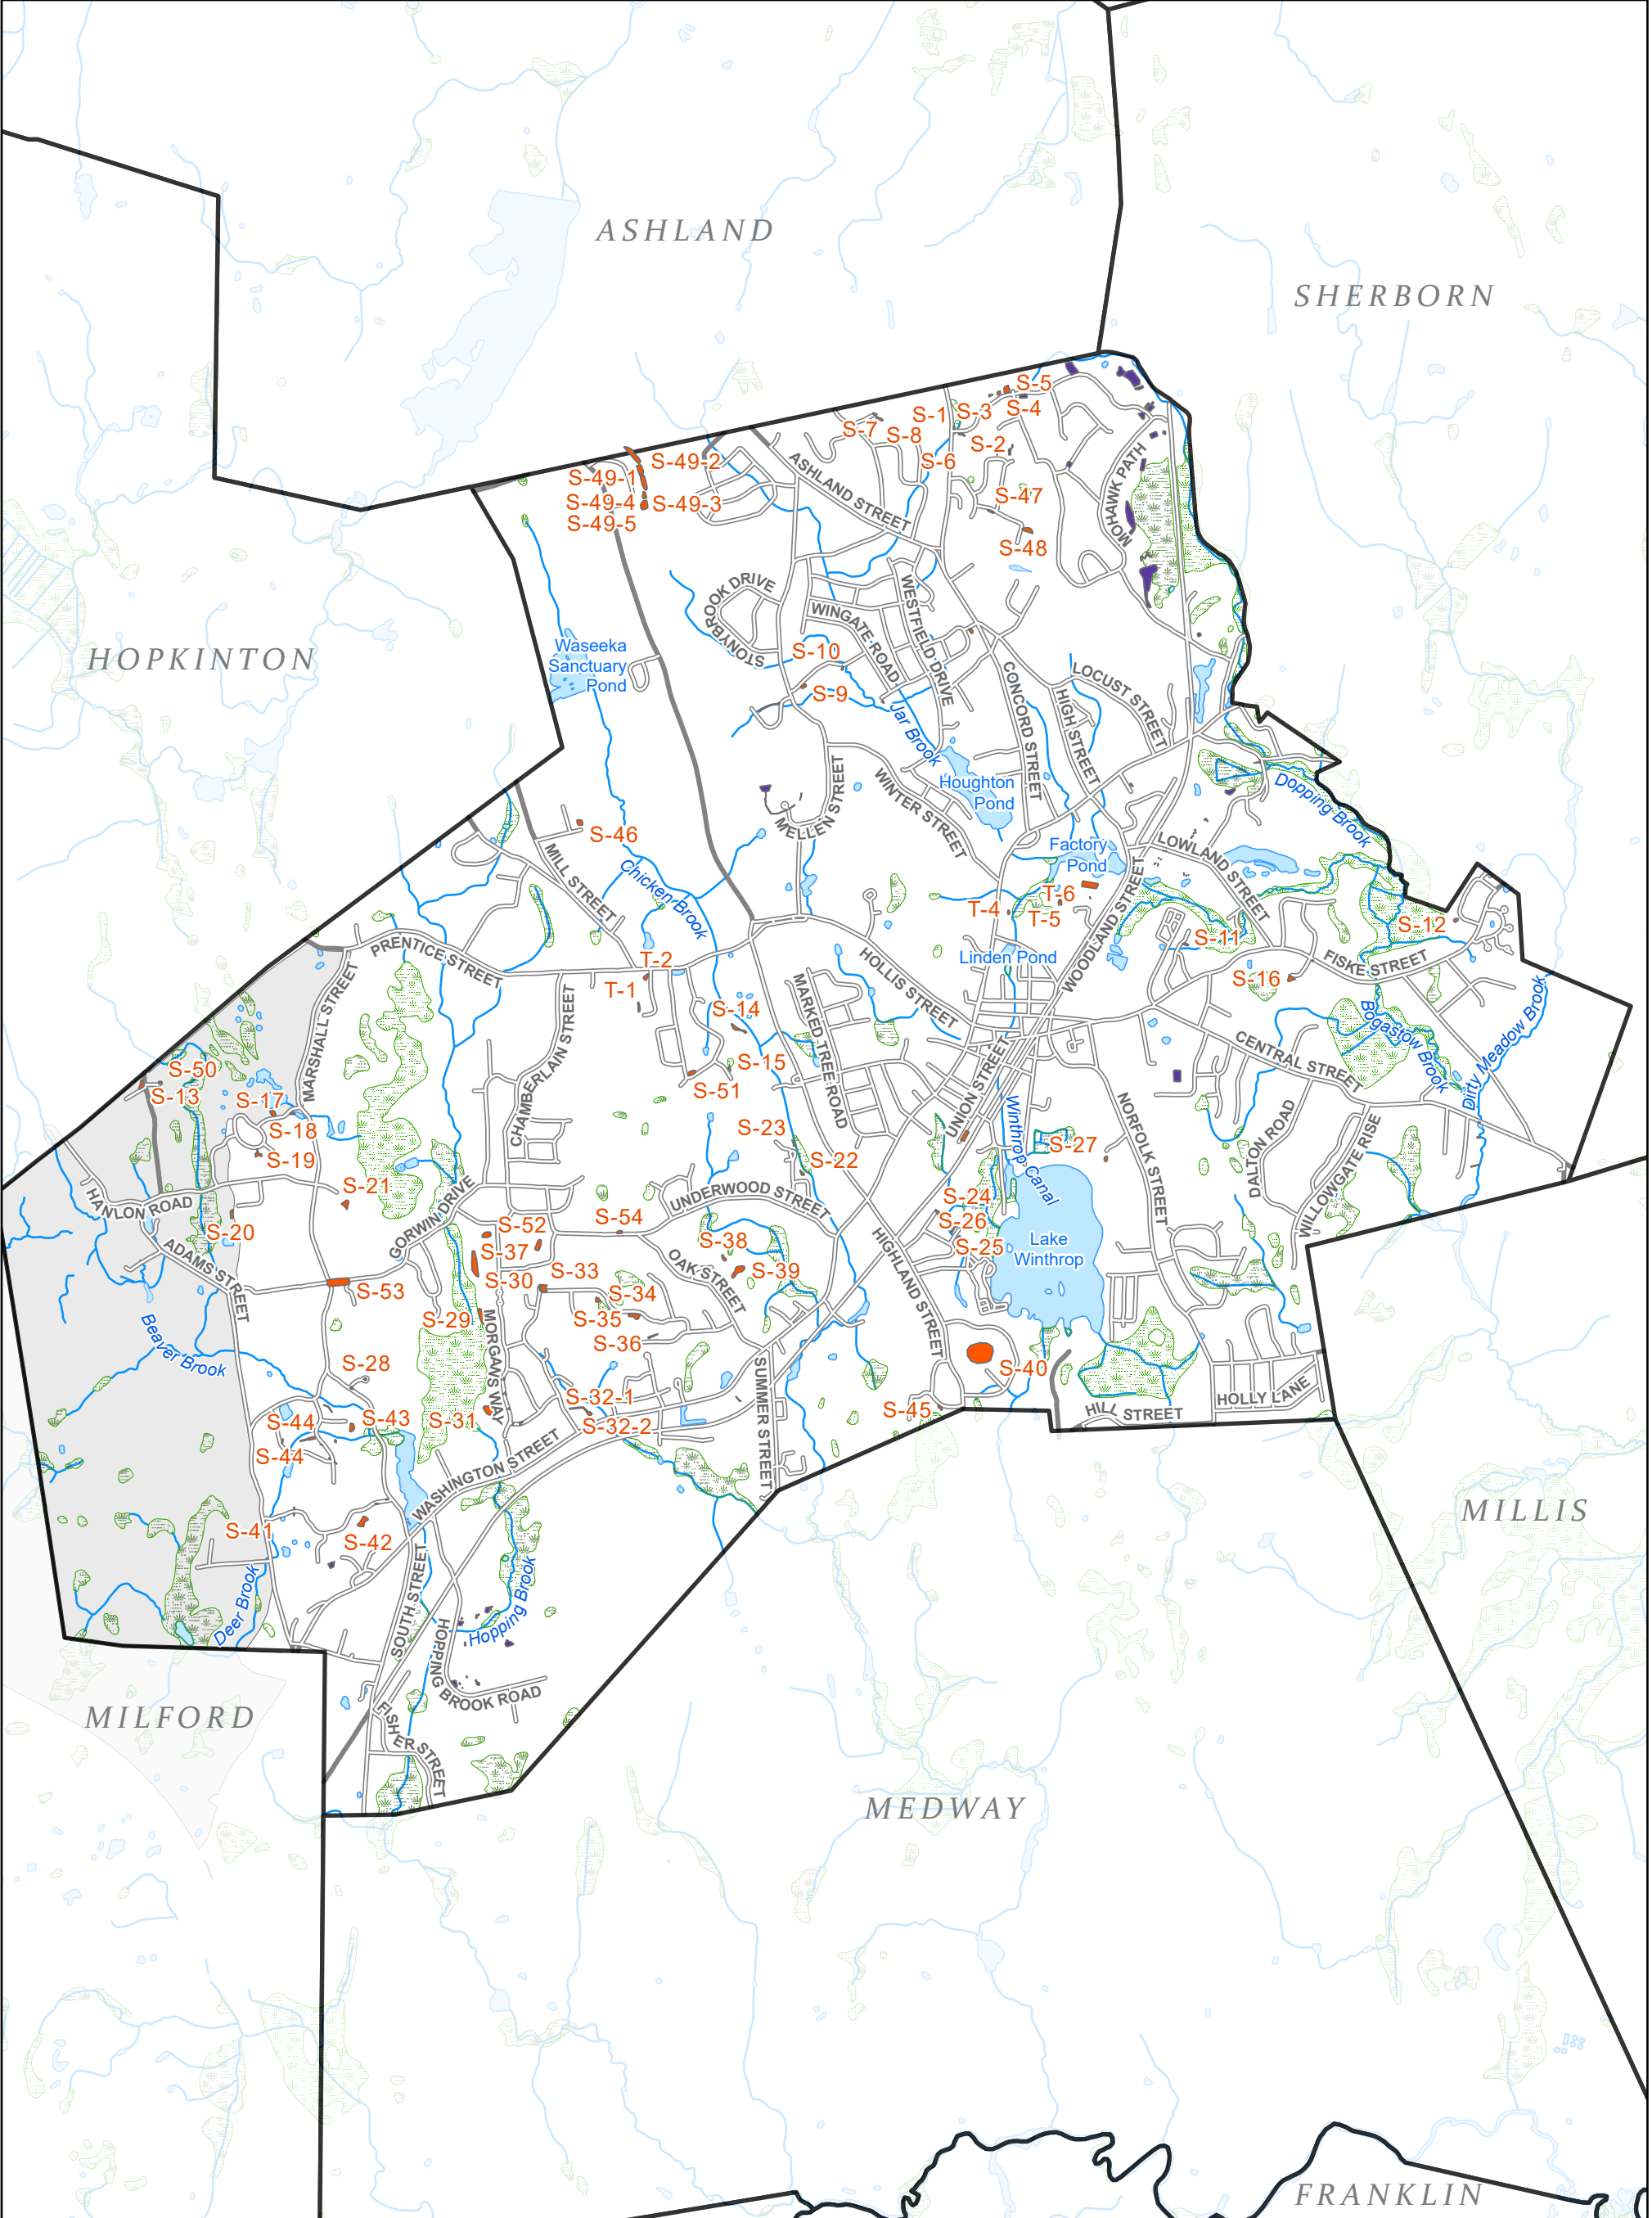 ASHLAND
SHERBORN
HOPKINTON
S-5
S-1
S-3
S-4
S-7
S-8
S-2
S-6
S-49-2
S-49-1
S-49-4
S-49-3
S-49-5
ASHLAND STREET
S-47
S-48
MOHAWK PATH
STONYBROOK DRIVE
WINGATE ROAD
WESTFIELD DRIVE
Waseeka
Sanctuary
Pond
S-10
S-9
Jar Brook
CONCORD STREET
HIGH STREET
LOCUST STREET
Houghton
Pond
WINTER STREET
MELLEN STREET
Dopping Brook
S-46
MILL STREET
Chicken Brook
Factory
Pond
LOWLAND STREET
T-6
T-4
T-5
WOODLAND STREET
S-11
S-12
Linden Pond
S-16
FISKE STREET
PRENTICE STREET
T-2
T-1
HOLLIS STREET
MARKED TREE ROAD
S-14
S-15
S-51
MARSHALL STREET
CHAMBERLAIN STREET
Bogastow Brook
Dirty Meadow Brook
CENTRAL STREET
S-50
S-13
S-17
S-18
S-19
S-23
S-22
UNION STREET
Winthrop Canal
S-27
NORFOLK STREET
DALTON ROAD
WILLOWGATE RISE
HANLON ROAD
S-20
S-21
GORWIN DRIVE
S-52
S-54
UNDERWOOD STREET
S-24
S-26
S-25
Lake
Winthrop
ADAMS STREET
S-37
S-38
S-30
S-33
OAK STREET
S-39
HIGHLAND STREET
S-53
S-34
S-29
S-35
S-36
MORGANS WAY
Beaver Brook
S-28
S-40
SUMMER STREET
S-32-1
S-32-2
S-45
HILL STREET
HOLLY LANE
S-44
S-43
S-31
S-44
WASHINGTON STREET
S-41
S-42
Deer Brook
SOUTH STREET
Hopping Brook
HOPPING BROOK ROAD
FISHER STREET
MILFORD
MILLIS
MEDWAY
FRANKLIN